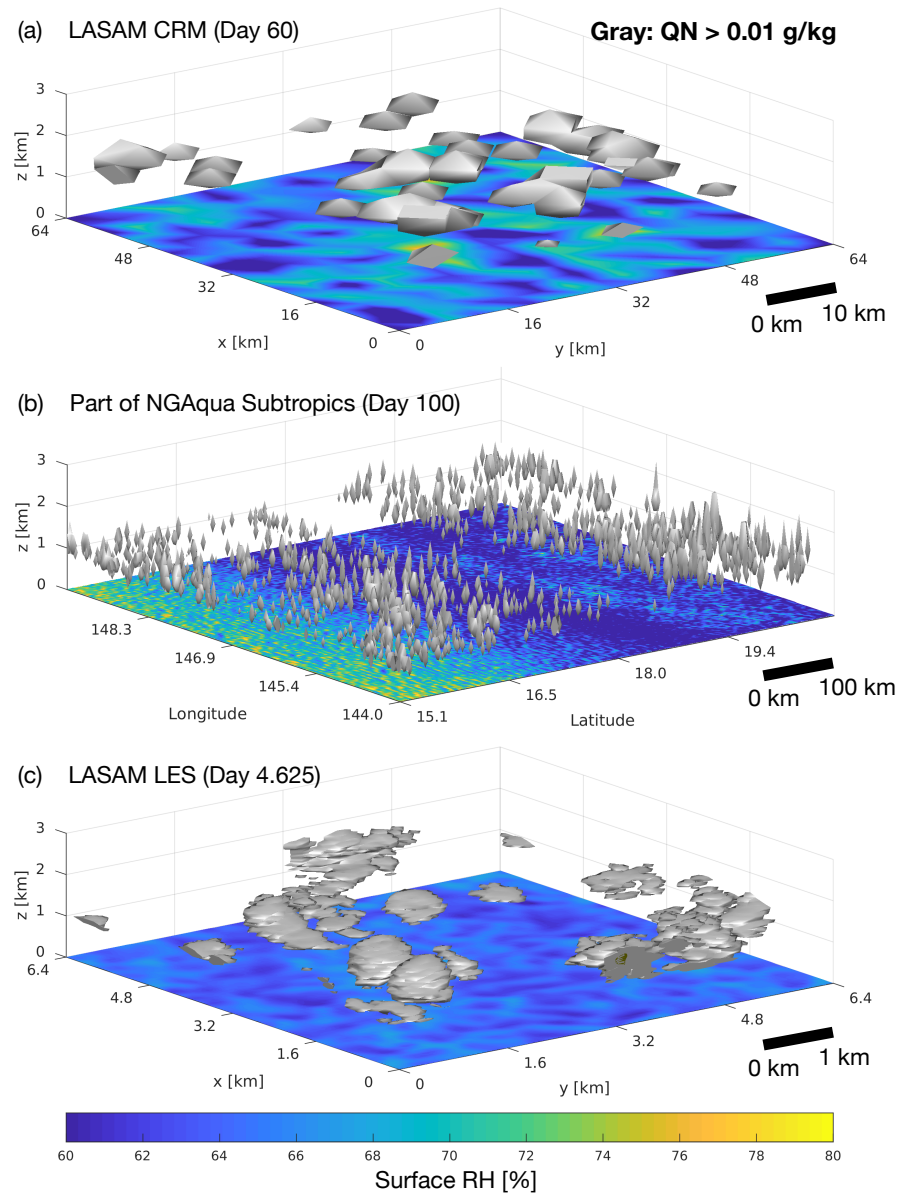 (a) LASAM CRM (Day 60)
Gray: QN > 0.01 g/kg
3
2
1
0
z [km]
64
48
32
16
0
x [km]
0
16
32
48
64
y [km]
0 km 10 km
(b) Part of NGAqua Subtropics (Day 100)
3
2
1
0
z [km]
148.3
146.9
145.4
144.0
Longitude
15.1
16.5
18.0
19.4
Latitude
0 km 100 km
(c) LASAM LES (Day 4.625)
3
2
1
0
z [km]
6.4
4.8
3.2
1.6
0
x [km]
0
1.6
3.2
4.8
6.4
y [km]
0 km 1 km
60 62 64 66 68 70 72 74 76 78 80
Surface RH [%]